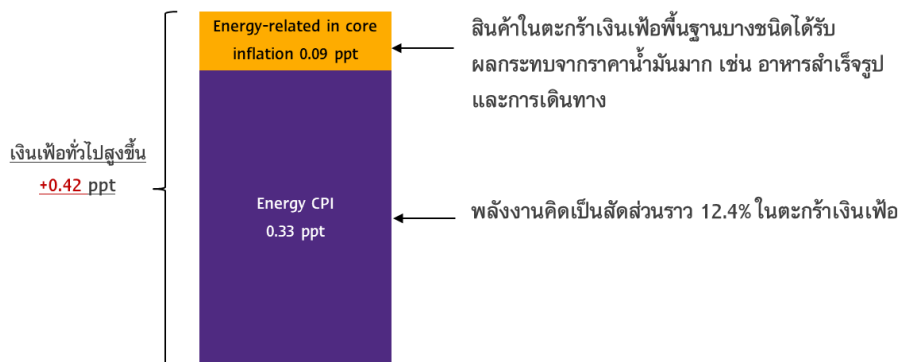 Energy-related in core
inflation 0.09 ppt
สินค้าในตะกร้าเงินเฟ้อพื้นฐานบางชนิดได้รับ
ผลกระทบจากราคาน้ำมันมาก เช่น อาหารสำเร็จรูป
และการเดินทาง
เงินเฟ้อทั่วไปสูงขึ้น
+0.42 ppt
Energy CPI
0.33 ppt
พลังงานคิดเป็นสัดส่วนราว 12.4% ในตะกร้าเงินเฟ้อ